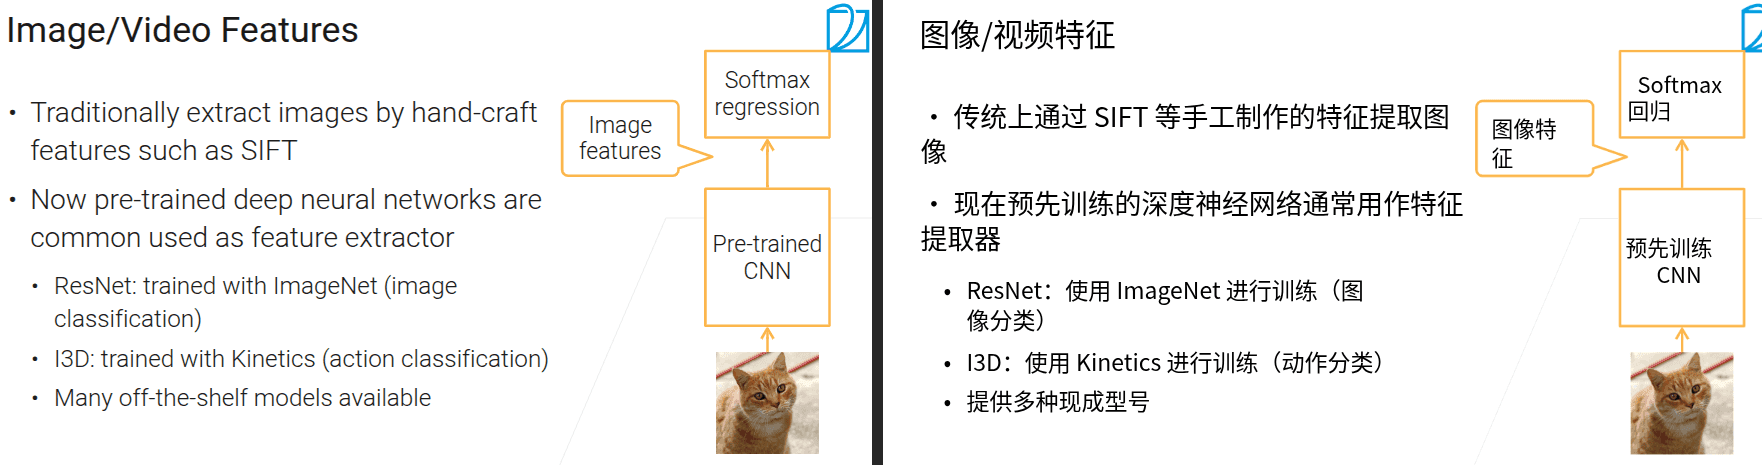 Image/Video Features
• Traditionally extract images by hand-craft
features such as SIFT
• Now pre-trained deep neural networks are
common used as feature extractor
• ResNet: trained with ImageNet (image
classification)
• I3D: trained with Kinetics (action classification)
• Many off-the-shelf models available
Image
features
Softmax
regression
Pre-trained
CNN
图像/视频特征
• 传统上通过 SIFT 等手工制作的特征提取图
像
• 现在预先训练的深度神经网络通常用作特征
提取器
• ResNet：使用 ImageNet 进行训练（图
像分类）
• I3D：使用 Kinetics 进行训练（动作分类）
• 提供多种现成型号
图像特
征
Softmax
回归
预先训练
CNN